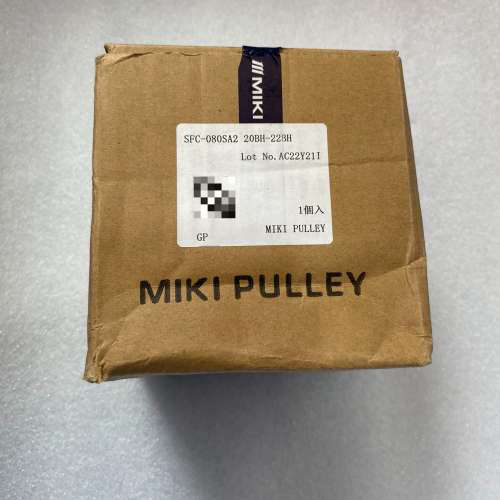 MIKI
SFC-080SA2 20BH-22BH
Lot No.AC22Y21I
1個入
GP
MIKI PULLEY
MIKI PULLEY